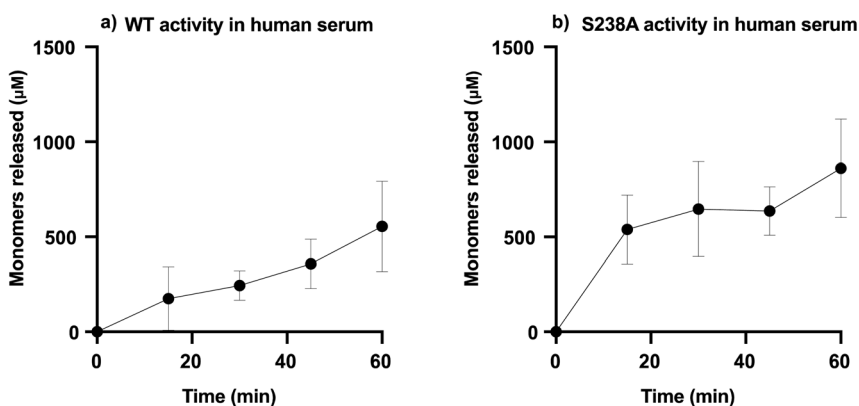 a) WT activity in human serum
1500
1000
500
0
Monomers released (µM)
0 20 40 60
Time (min)
b) S238A activity in human serum
1500
1000
500
0
Monomers released (µM)
0 20 40 60
Time (min)